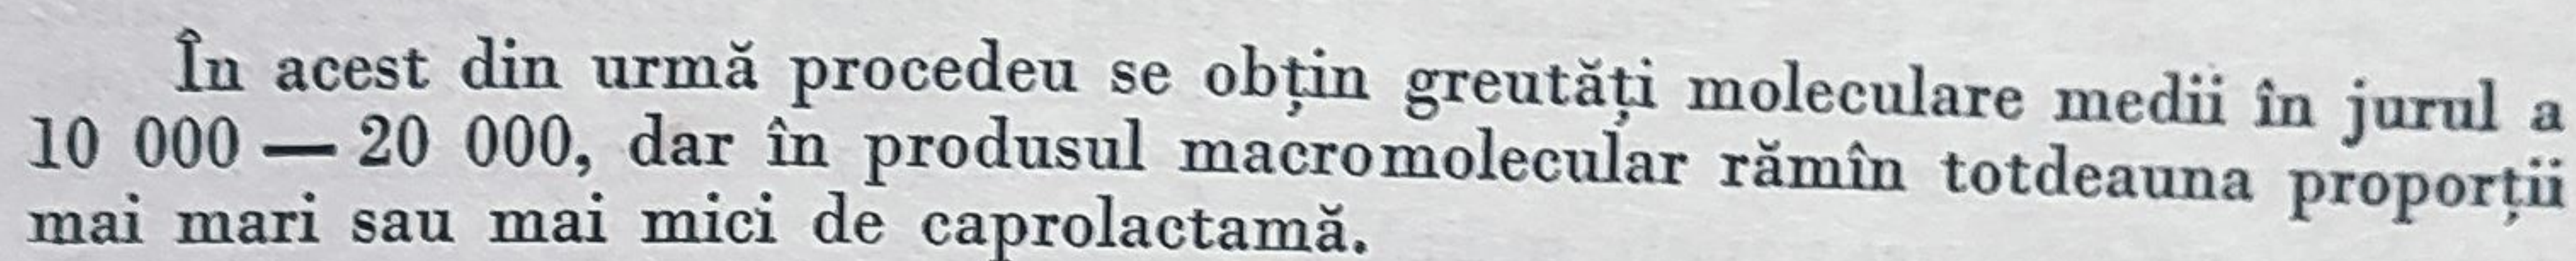 În acest din urmă procedeu se obțin greutăți moleculare medii în jurul a
10 000 — 20 000, dar în produsul macromolecular rămîn totdeauna proporții
mai mari sau mai mici de caprolactamă.